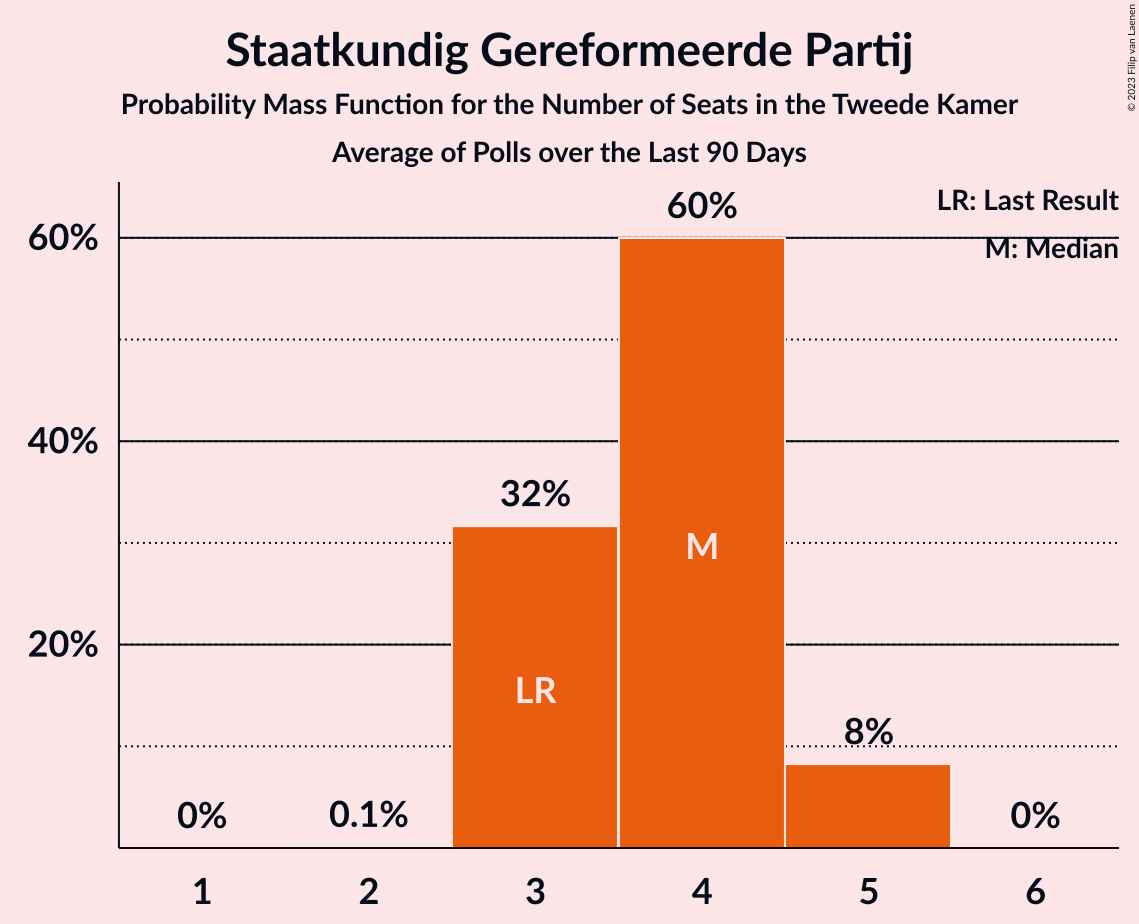 Staatkundig Gereformeerde Partij
Probability Mass Function for the Number of Seats in the Tweede Kamer
Average of Polls over the Last 90 Days
© 2023 Filip van Laenen
LR: Last Result
M: Median
60%
40%
20%
0%
0.1%
32%
60%
8%
0%
LR
M
1 2 3 4 5 6